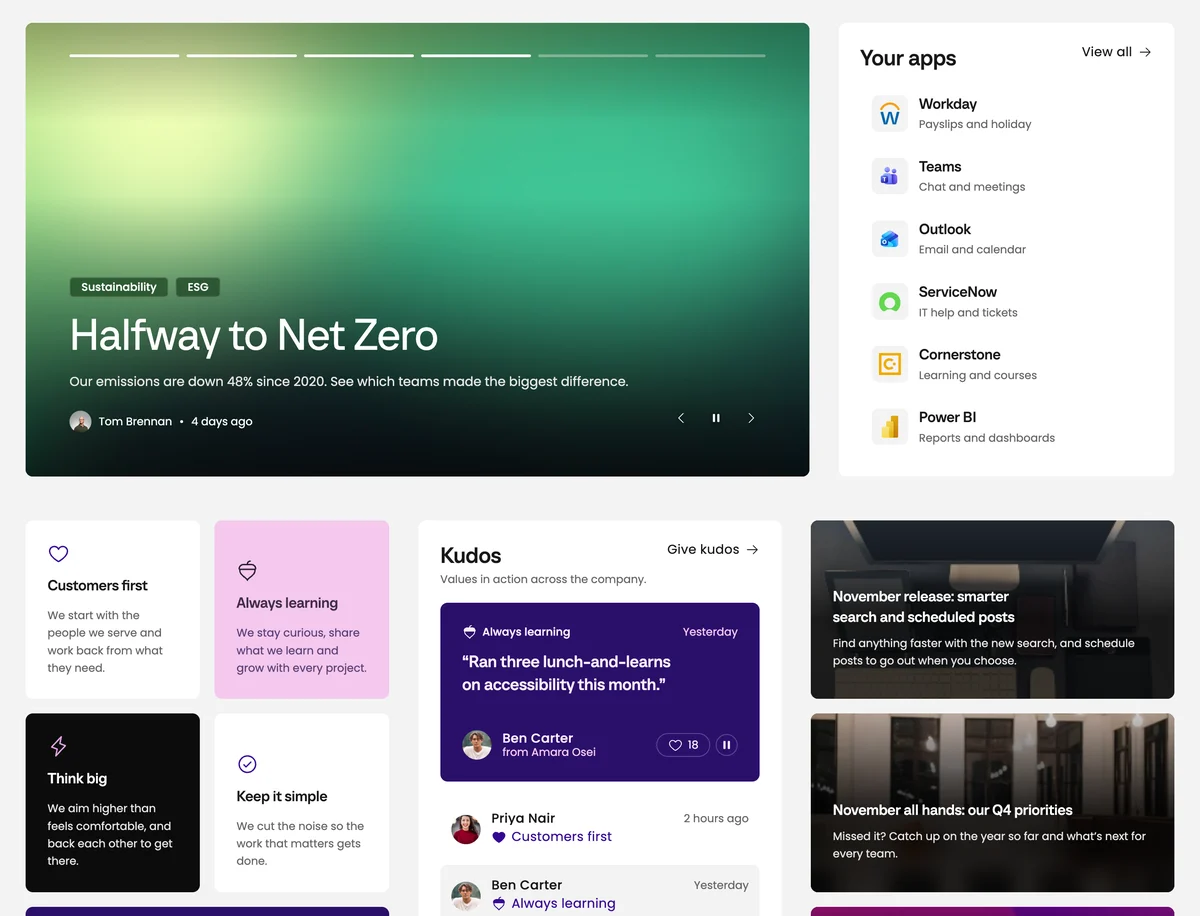 Sustainability
ESG
Halfway to Net Zero
Our emissions are down 48% since 2020. See which teams made the biggest difference.
Tom Brennan • 4 days ago
Your apps
View all →
Workday
Payslips and holiday
Teams
Chat and meetings
Outlook
Email and calendar
ServiceNow
IT help and tickets
Cornerstone
Learning and courses
Power BI
Reports and dashboards
Customers first
We start with the
people we serve and
work back from what
they need.
Always learning
We stay curious, share
what we learn and
grow with every project.
Think big
We aim higher than
feels comfortable, and
back each other to get
there.
Keep it simple
We cut the noise so the
work that matters gets
done.
Kudos
Give kudos →
Values in action across the company.
Always learning
Yesterday
“Ran three lunch-and-learns
on accessibility this month.”
Ben Carter
from Amara Osei
18
Priya Nair
2 hours ago
Customers first
Ben Carter
Yesterday
Always learning
November release: smarter
search and scheduled posts
Find anything faster with the new search, and schedule
posts to go out when you choose.
November all hands: our Q4 priorities
Missed it? Catch up on the year so far and what’s next for
every team.